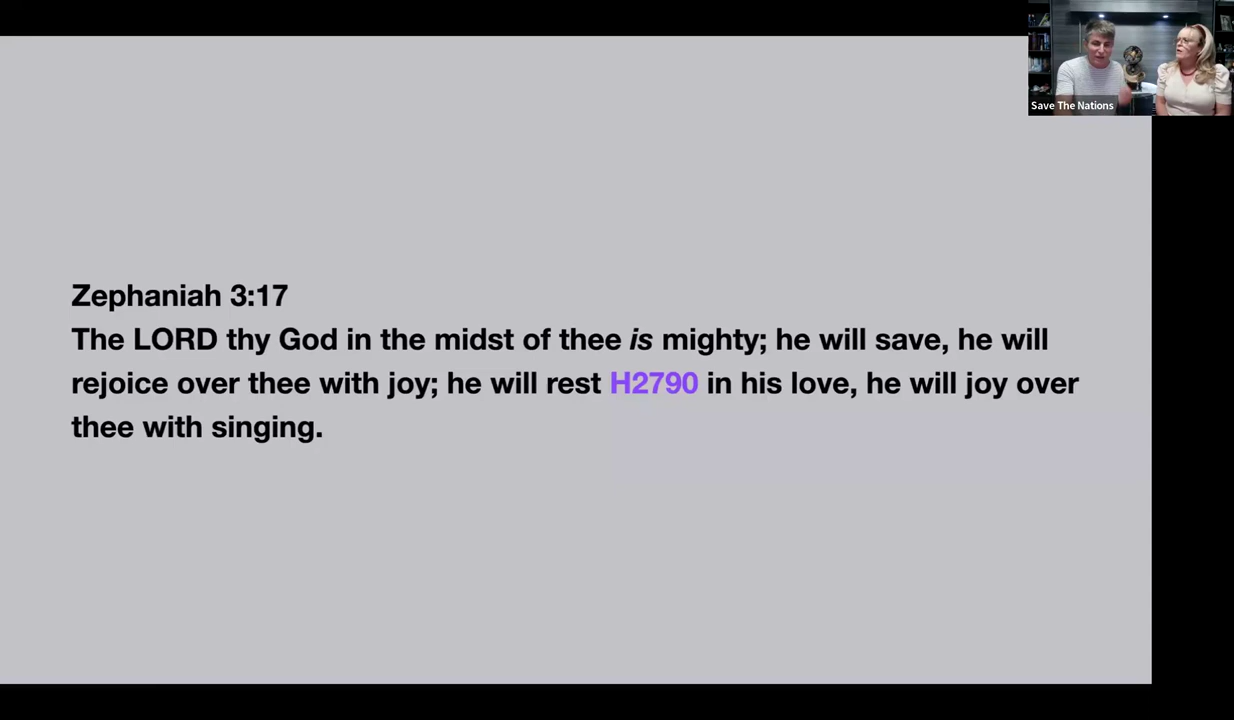 Save The Nations
Zephaniah 3:17
The LORD thy God in the midst of thee is mighty; he will save, he will
rejoice over thee with joy; he will rest H2790 in his love, he will joy over
thee with singing.